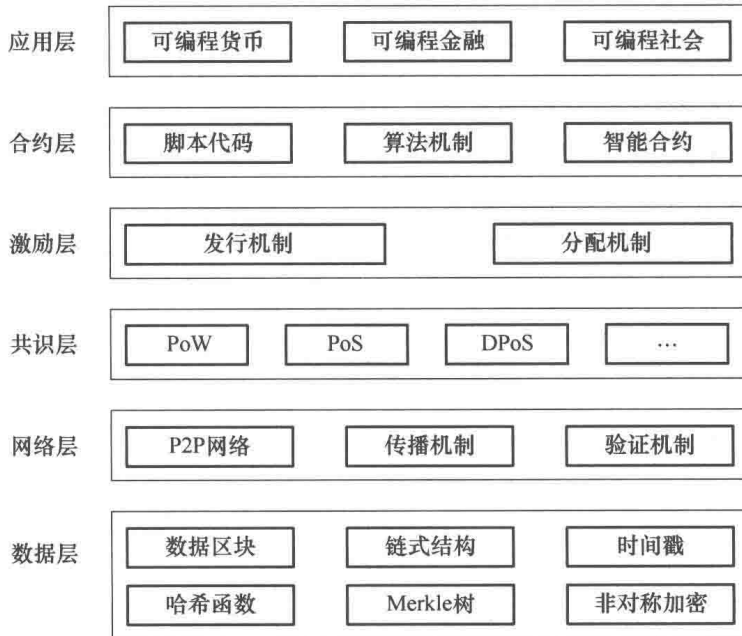 应用层 可编程货币 可编程金融 可编程社会
合约层 脚本代码 算法机制 智能合约
激励层 发行机制 分配机制
共识层 PoW PoS DPoS …
网络层 P2P网络 传播机制 验证机制
数据层 数据区块 链式结构 时间戳
哈希函数 Merkle树 非对称加密